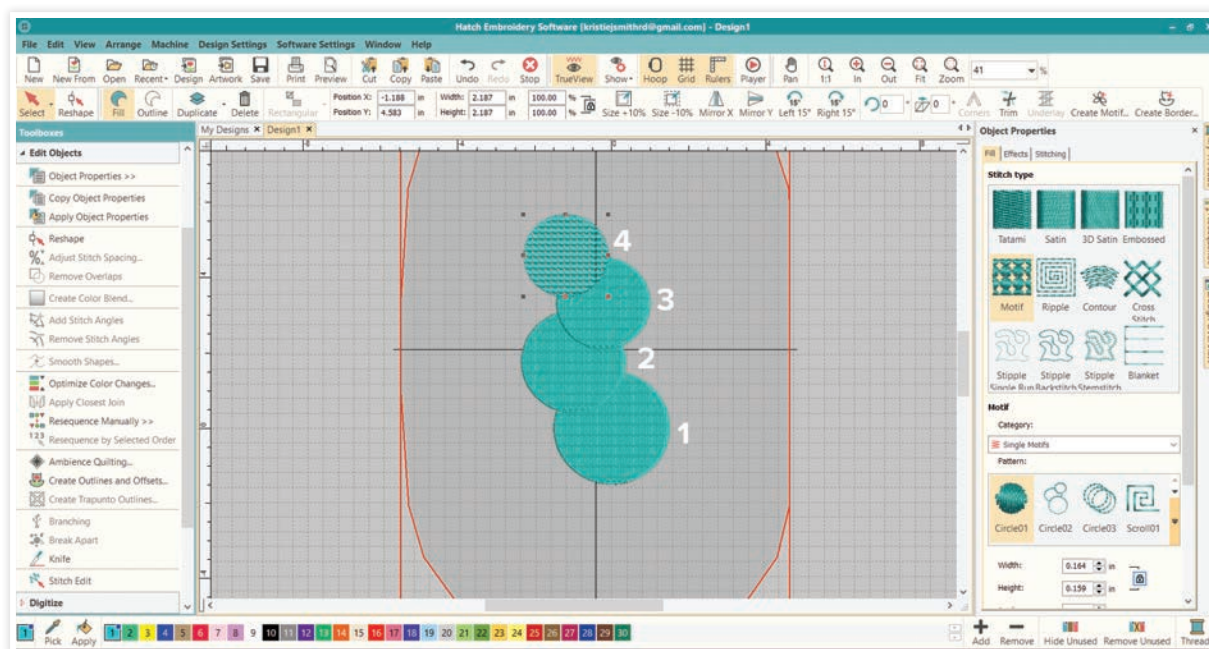 Hatch Embroidery Software [kristiejsmithrd@gmail.com] - Design1
File Edit View Arrange Machine Design Settings Software Settings Window Help
New New From Open Recent Design Artwork Save Print Preview Cut Copy Paste Undo Redo Stop TrueView Show Hoop Grid Rulers Player Pan 1:1 In Out Fit Zoom 41 %
Select Reshape Fill Outline Duplicate Delete Rectangular Position X: -1.188 in Width: 2.187 in 100.00 % Size +10% Size -10% Mirror X Mirror Y Left 15° Right 15° 0 0 Corners Trim Underlay Create Motif... Create Border...
Position Y: 4.583 in Height: 2.187 in 100.00 %
Toolboxes
My Designs × Design1 ×
Edit Objects
Object Properties >>
Copy Object Properties
Apply Object Properties
Reshape
Adjust Stitch Spacing...
Remove Overlaps
Create Color Blend...
Add Stitch Angles
Remove Stitch Angles
Smooth Shapes...
Optimize Color Changes...
Apply Closest Join
Resequence Manually >>
Resequence by Selected Order
Ambience Quilting...
Create Outlines and Offsets...
Create Trapunto Outlines...
Branching
Break Apart
Knife
Stitch Edit
Digitize
4
3
2
1
Object Properties ×
Fill Effects Stitching
Stitch type
Tatami Satin 3D Satin Embossed
Motif Ripple Contour Cross Stitch
Stipple Single Run Stipple Backstitch Stipple Stemstitch Blanket
Motif
Category:
Single Motifs
Pattern:
Circle01 Circle02 Circle03 Scroll01
Width: 0.164 in
Height: 0.159 in
1 Pick Apply 1 2 3 4 5 6 7 8 9 10 11 12 13 14 15 16 17 18 19 20 21 22 23 24 25 26 27 28 29 30 Add Remove Hide Unused Remove Unused Thread